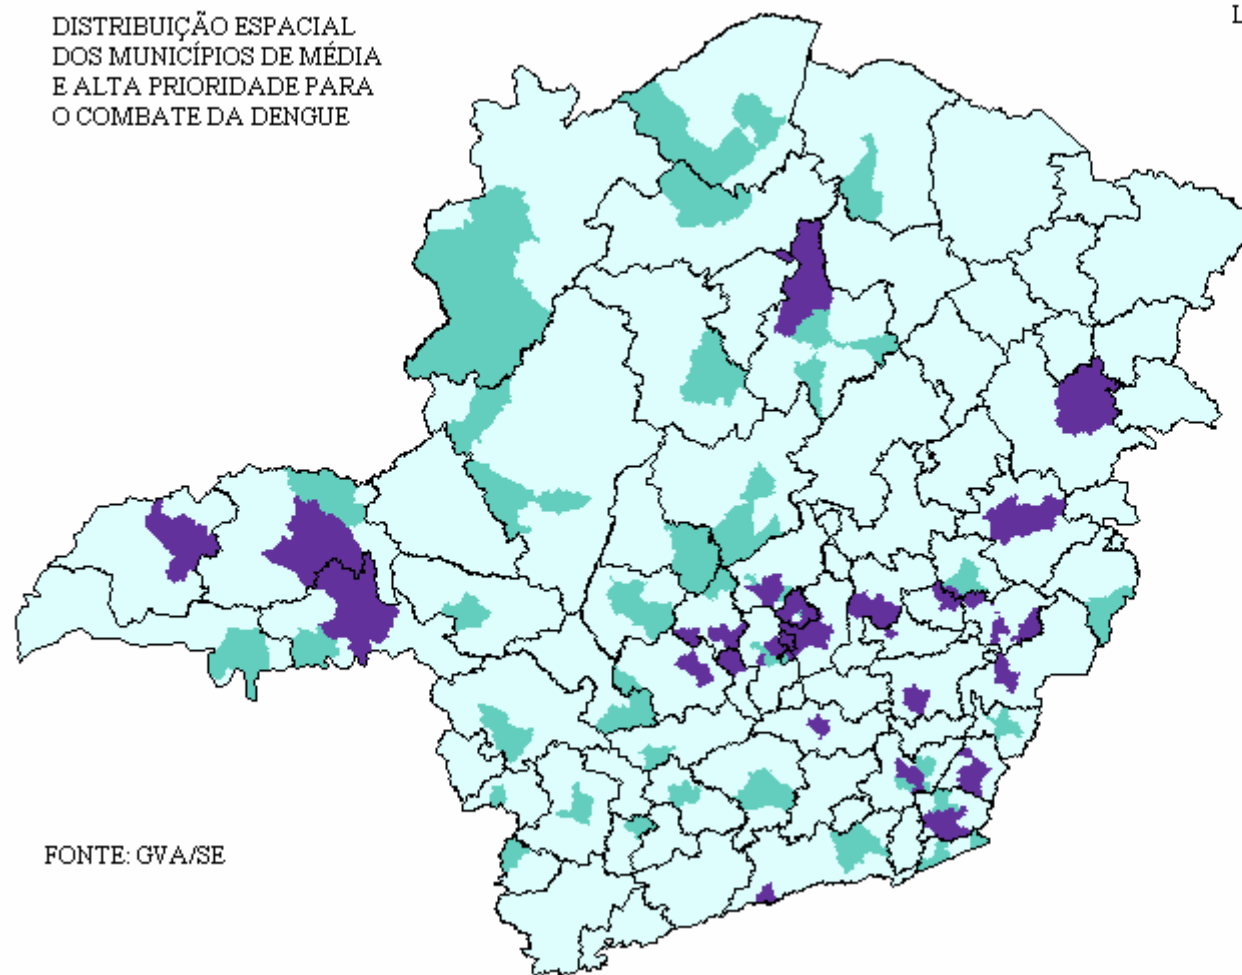 DISTRIBUIÇÃO ESPACIAL
DOS MUNICÍPIOS DE MÉDIA
E ALTA PRIORIDADE PARA
O COMBATE DA DENGUE
L
FONTE: GVA/SE